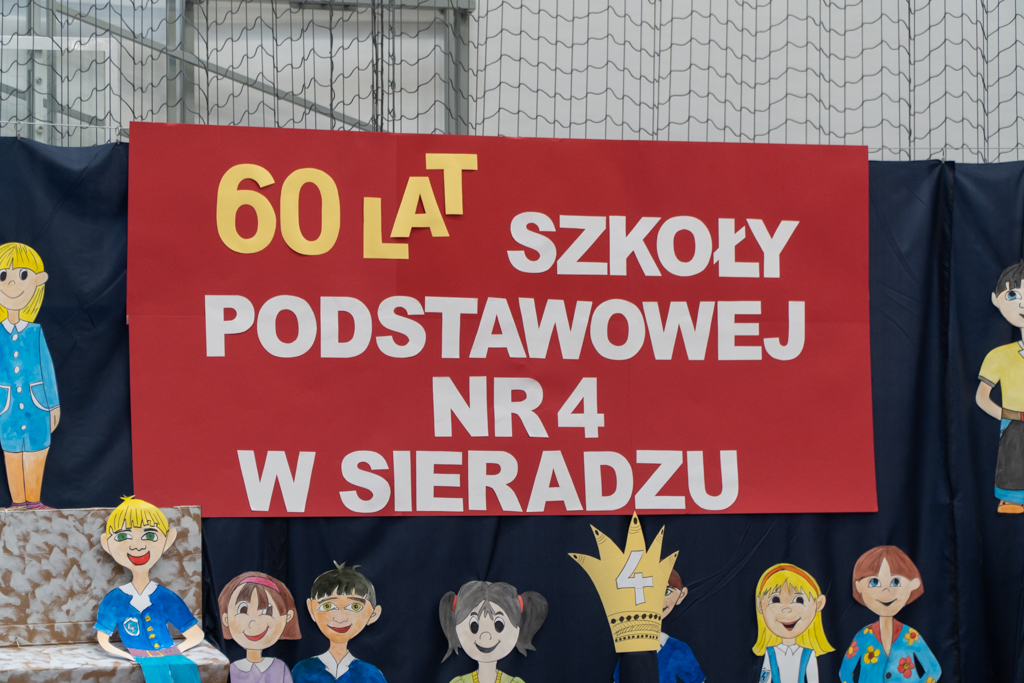 60 LAT SZKOŁY
PODSTAWOWEJ
NR 4
W SIERADZU
4